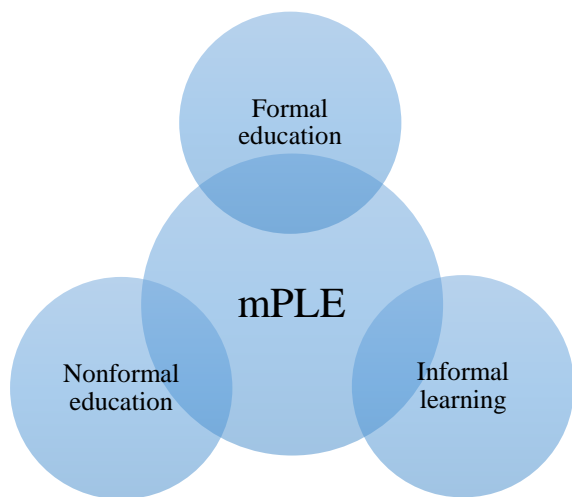 Formal
education
mPLE
Nonformal
education
Informal
learning